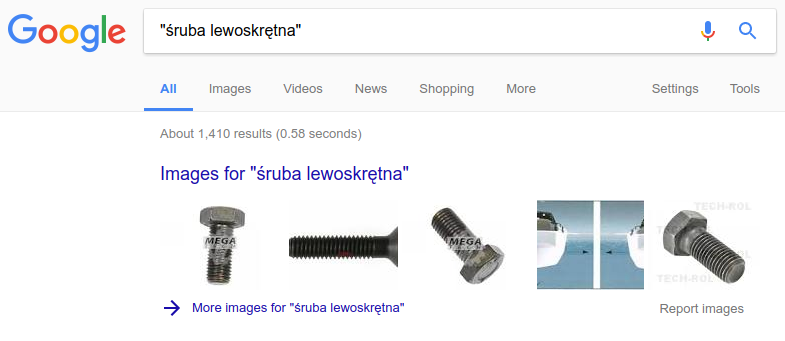 Google "śruba lewoskrętna"
All Images Videos News Shopping More Settings Tools
About 1,410 results (0.58 seconds)
Images for "śruba lewoskrętna"
TECH-ROL
MEGA MEGA
TECH-ROL
More images for "śruba lewoskrętna" Report images